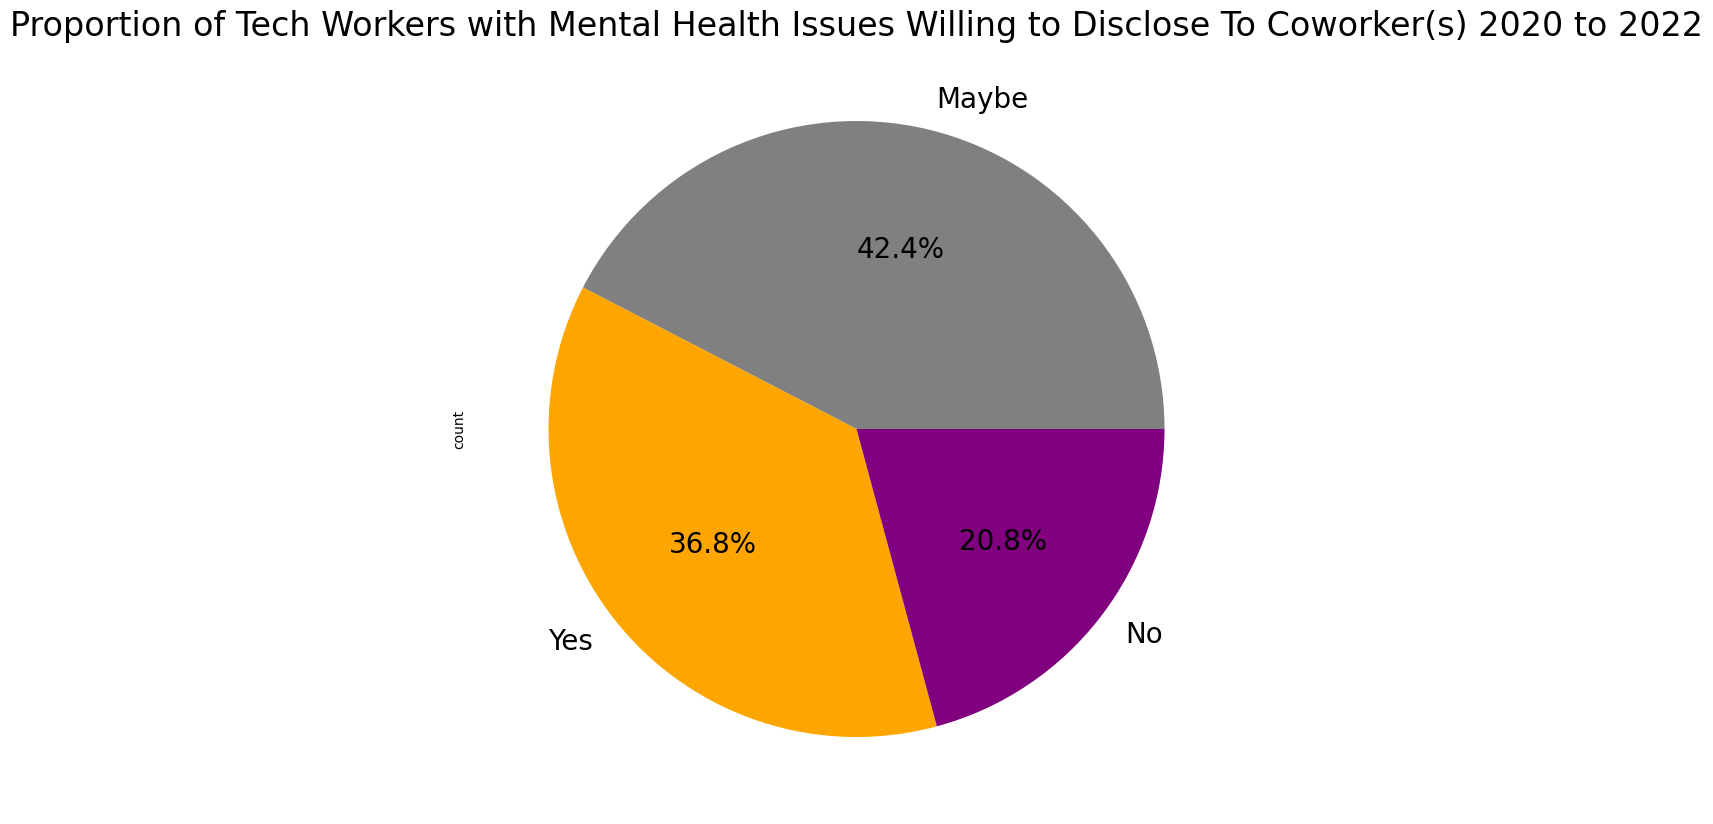 Proportion of Tech Workers with Mental Health Issues Willing to Disclose To Coworker(s) 2020 to 2022
Maybe
42.4%
count
36.8%
20.8%
Yes
No